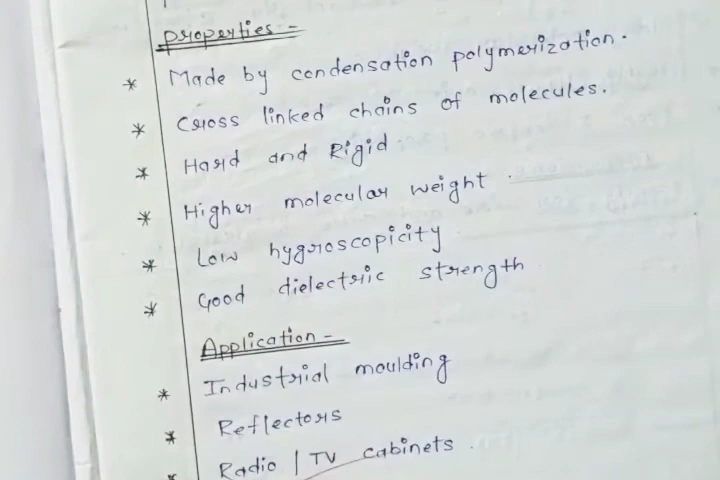 Properties:-
* Made by condensation polymerization.
* Cross linked chains of molecules.
* Hard and Rigid.
* Higher molecular weight.
* Low hygroscopicity
* Good dielectric strength
Application-
* Industrial moulding
* Reflectors
* Radio | TV cabinets.